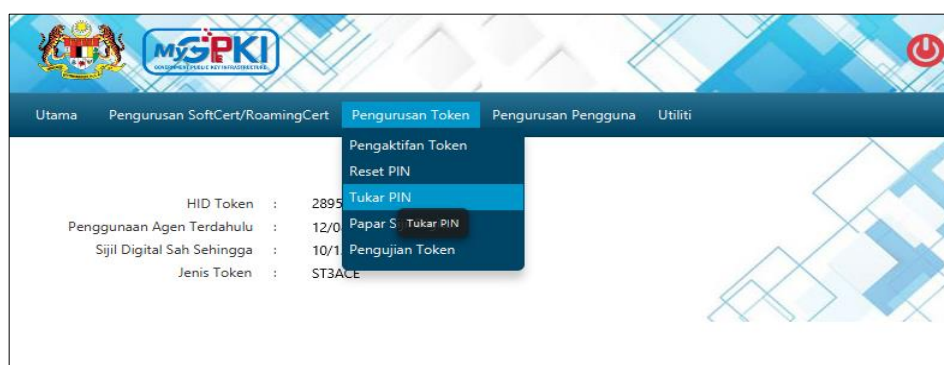 MyGPKI
GOVERNMENT PUBLIC KEY INFRASTRUCTURE
Utama Pengurusan SoftCert/RoamingCert Pengurusan Token Pengurusan Pengguna Utiliti
Pengaktifan Token
Reset PIN
Tukar PIN
Papar S
Tukar PIN
Pengujian Token
HID Token : 2895
Penggunaan Agen Terdahulu : 12/0
Sijil Digital Sah Sehingga : 10/1
Jenis Token : ST3ACE